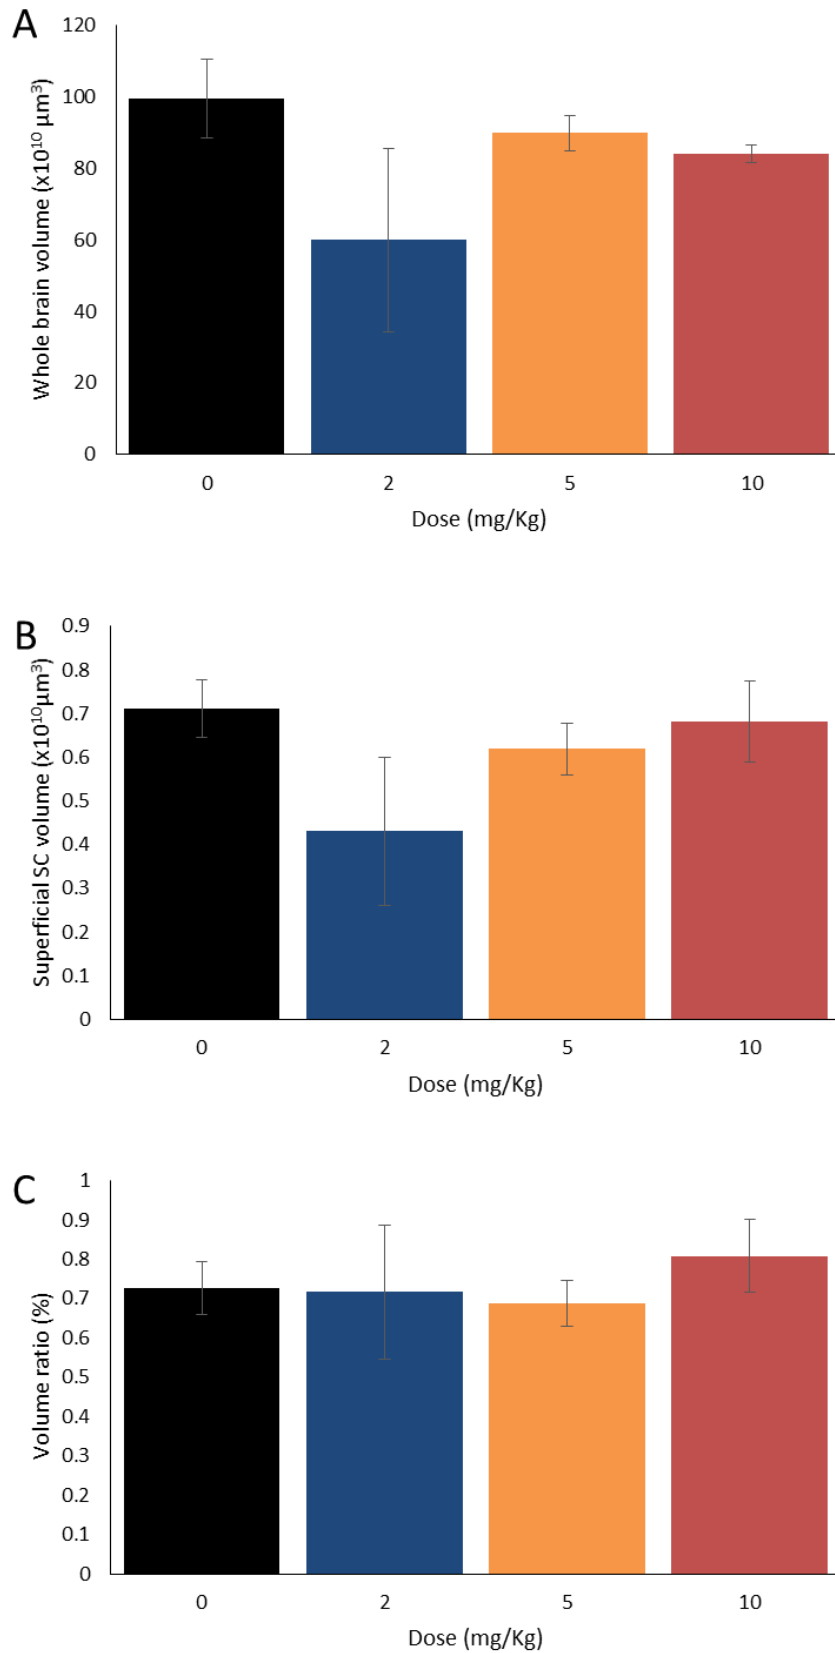 A
Whole brain volume (x10¹⁰ µm³)
120
100
80
60
40
20
0
0 2 5 10
Dose (mg/Kg)
B
Superficial SC volume (x10¹⁰µm³)
0.9
0.8
0.7
0.6
0.5
0.4
0.3
0.2
0.1
0
0 2 5 10
Dose (mg/Kg)
C
Volume ratio (%)
1
0.9
0.8
0.7
0.6
0.5
0.4
0.3
0.2
0.1
0
0 2 5 10
Dose (mg/Kg)